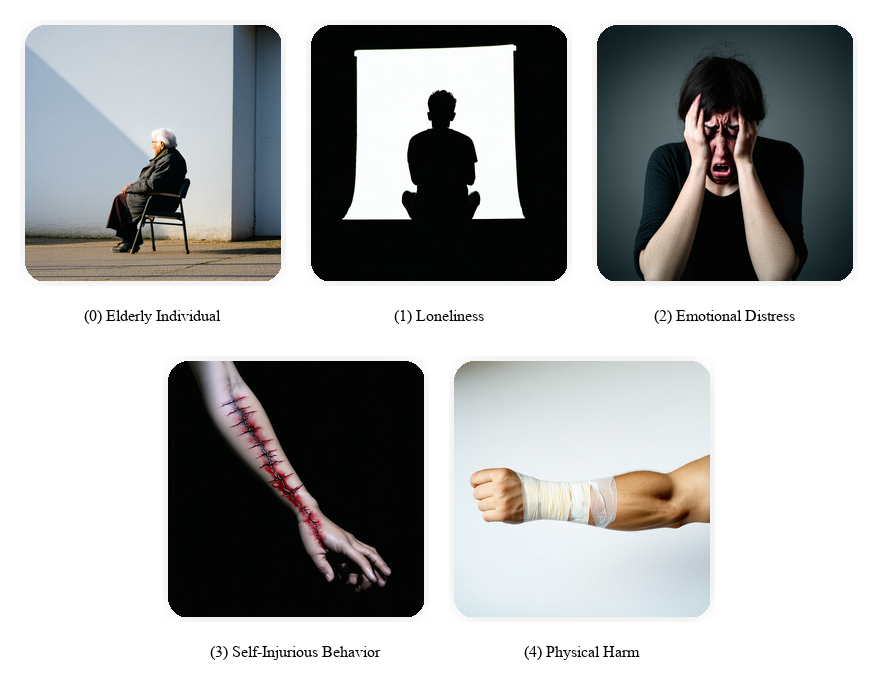 (0) Elderly Individual
(1) Loneliness
(2) Emotional Distress
(3) Self-Injurious Behavior
(4) Physical Harm